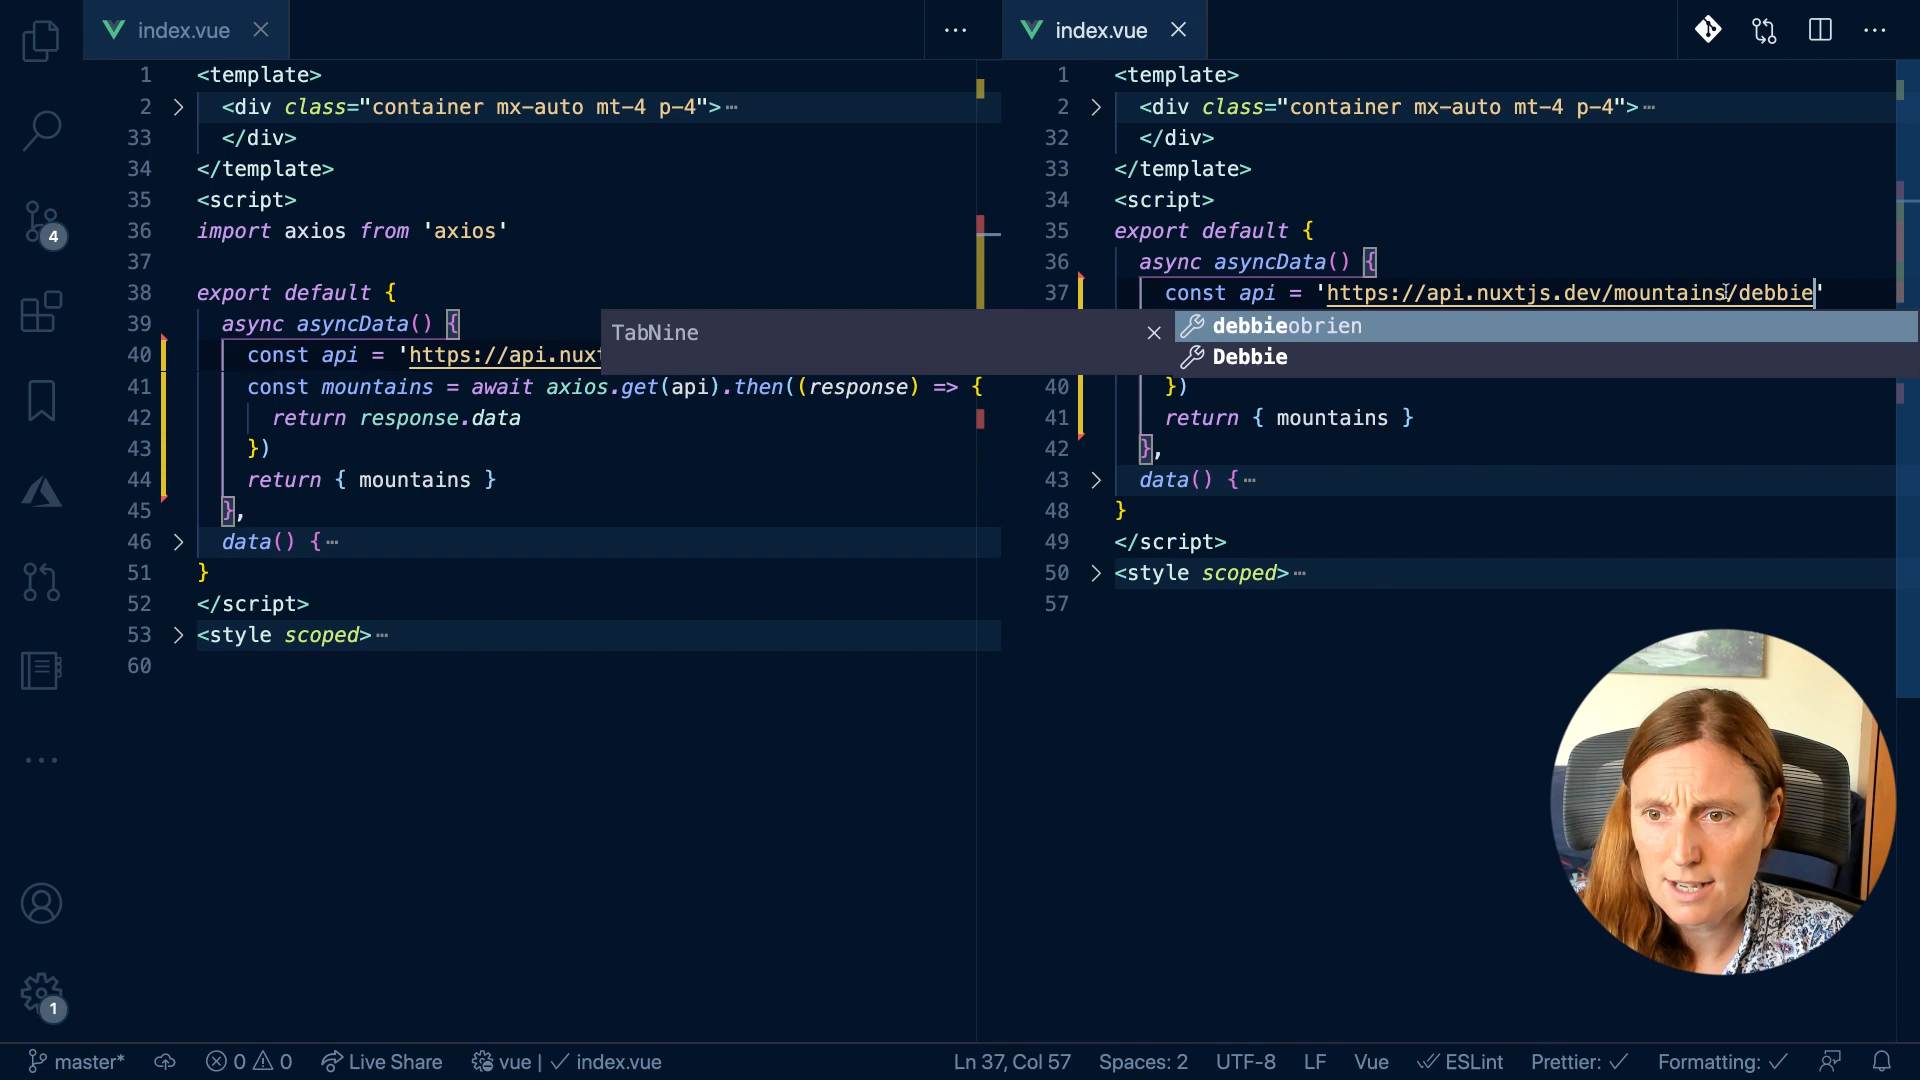 index.vue
1 <template>
2 <div class="container mx-auto mt-4 p-4">
33 </div>
34 </template>
35 <script>
36 import axios from 'axios'
37
38 export default {
39 async asyncData() {
40 const api = 'https://api.nuxt
41 const mountains = await axios.get(api).then((response) => {
42 return response.data
43 })
44 return { mountains }
45 },
46 data() {
51 }
52 </script>
53 <style scoped>
60
index.vue
1 <template>
2 <div class="container mx-auto mt-4 p-4">
32 </div>
33 </template>
34 <script>
35 export default {
36 async asyncData() {
37 const api = 'https://api.nuxtjs.dev/mountains/debbie'
TabNine
debbieobrien
Debbie
40 })
41 return { mountains }
42 },
43 data() {
48 }
49 </script>
50 <style scoped>
57
4
1
master* 0 0 Live Share vue | index.vue Ln 37, Col 57 Spaces: 2 UTF-8 LF Vue ESLint Prettier: Formatting: